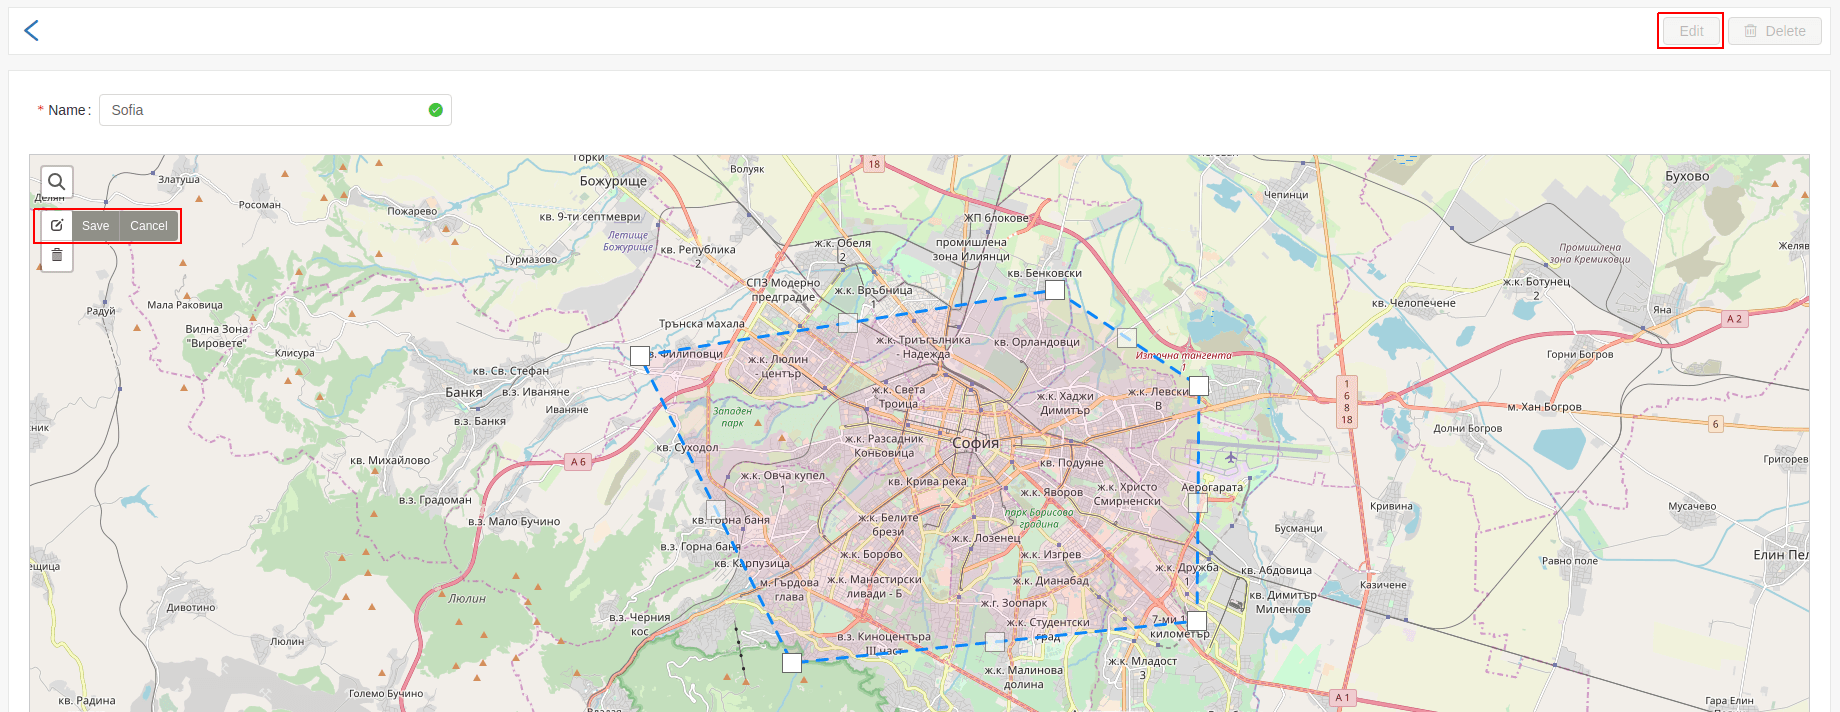 Edit
Delete
* Name:
Sofia
Save
Cancel
Горки
Волуяк
18
Златуша
Божурище
Чепинци
Бухово
Росоман
Пожарево
кв. 9-ти септември
ЖП блокове
Летище
Божурище
кв. Република
2
ж.к. Обеля
2
промишлена
зона Илиянци
Промишлена
зона Кремиковци
Желяв
Гурмазово
кв. Бенковски
СПЗ Модерно
предградие
ж.к. Връбница
1
ж.к. Ботунец
2
Мала Раковица
Радуй
кв. Челопечене
Яна
А 2
Вилна Зона
"Вировете"
Трънска махала
ж.к. Триъгълника
- Надежда
кв. Орландовци
Клисура
в. Филиповци
ж.к. Люлин
- център
Източна тангента
1
Горни Богров
кв. Св. Стефан
Банкя
в.з. Иваняне
Иваняне
в.з. Банкя
ж.к. Света
Троица
ж.к. Хаджи
Димитър
ж.к. Левски
В
1
6
8
18
м. Хан Богров
6
Долни Богров
Западен
парк
ж.к. Разсадник
Коньовица
София
кв. Суходол
кв. Михайлово
А 6
кв. Подуяне
Григорев
ж.к. Овча купел
1
кв. Крива река
ж.к. Яворов
ж.к. Христо
Смирненски
Аерогарата
в.з. Градоман
в.з. Мало Бучино
кв. Горна баня
ж.к. Белите
брези
парк Борисова
градина
Бусманци
Кривина
Мусачево
в.з. Горна баня
ж.к. Лозенец
ж.к. Борово
ж.к. Изгрев
кв. Карпузица
ж.к. Дружба
1
кв. Абдовица
Равно поле
Елин Пел
ещица
м. Гърдова
глава
ж.к. Манастирски
ливади - Б
ж.к. Дианабад
Казичене
кв. Димитър
Миленков
Люлин
Дивотино
ж.г. Зоопарк
в.з. Черния
кос
ж.к. Студентски
град
7-ми
километър
в.з. Киноцентъра
III част
Люлин
ж.к. Малинова
долина
ж.к. Младост
3
Големо Бучино
кв. Радина
А 1
Гара Елин